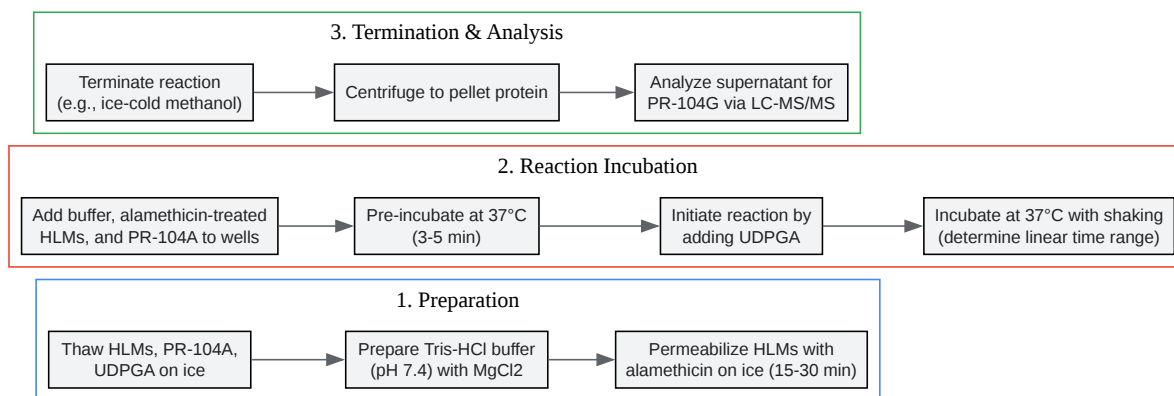 3. Termination & Analysis
Terminate reaction
(e.g., ice-cold methanol)
Centrifuge to pellet protein
Analyze supernatant for
PR-104G via LC-MS/MS
2. Reaction Incubation
Add buffer, alamethicin-treated
HLMs, and PR-104A to wells
Pre-incubate at 37°C
(3-5 min)
Initiate reaction by
adding UDPGA
Incubate at 37°C with shaking
(determine linear time range)
1. Preparation
Thaw HLMs, PR-104A,
UDPGA on ice
Prepare Tris-HCl buffer
(pH 7.4) with MgCl2
Permeabilize HLMs with
alamethicin on ice (15-30 min)